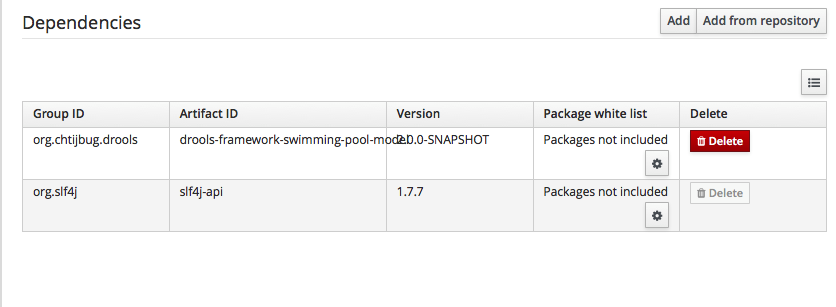 Dependencies
Add Add from repository
Group ID Artifact ID Version Package white list Delete
org.chtijbug.drools drools-framework-swimming-pool-model 2.0.0-SNAPSHOT Packages not included Delete
org.slf4j slf4j-api 1.7.7 Packages not included Delete